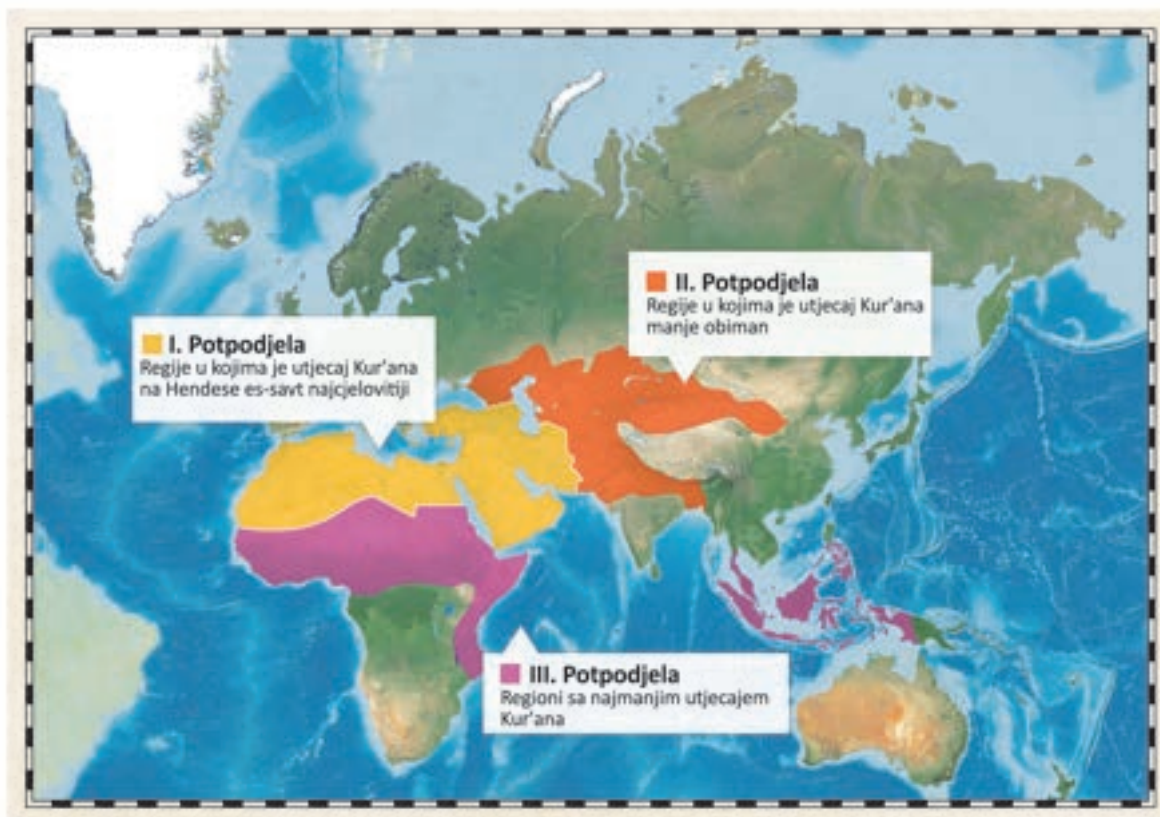 I. Potpodjela
Regije u kojima je utjecaj Kur'ana
na Hendese es-savt najcjelovitiji
II. Potpodjela
Regije u kojima je utjecaj Kur'ana
manje obiman
III. Potpodjela
Regioni sa najmanjim utjecajem
Kur'ana